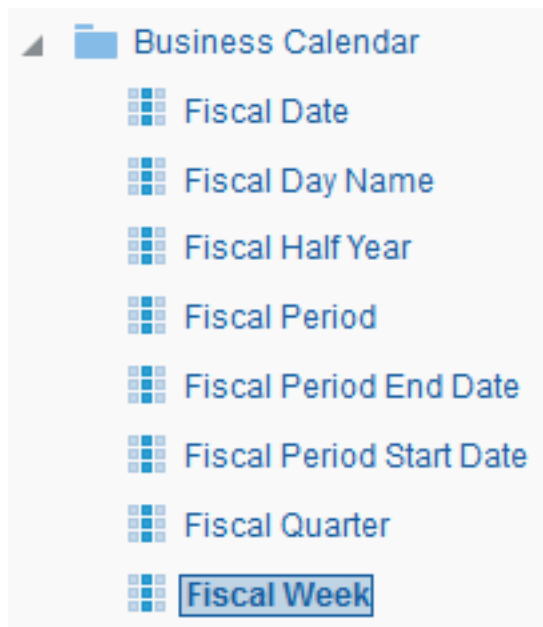 Business Calendar
Fiscal Date
Fiscal Day Name
Fiscal Half Year
Fiscal Period
Fiscal Period End Date
Fiscal Period Start Date
Fiscal Quarter
Fiscal Week